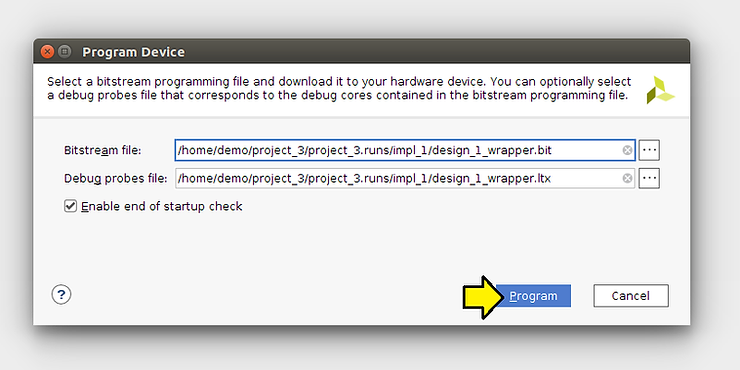 Program Device
Select a bitstream programming file and download it to your hardware device. You can optionally select
a debug probes file that corresponds to the debug cores contained in the bitstream programming file.
Bitstream file: /home/demo/project_3/project_3.runs/impl_1/design_1_wrapper.bit ...
Debug probes file: /home/demo/project_3/project_3.runs/impl_1/design_1_wrapper.ltx ...
Enable end of startup check
? Program Cancel